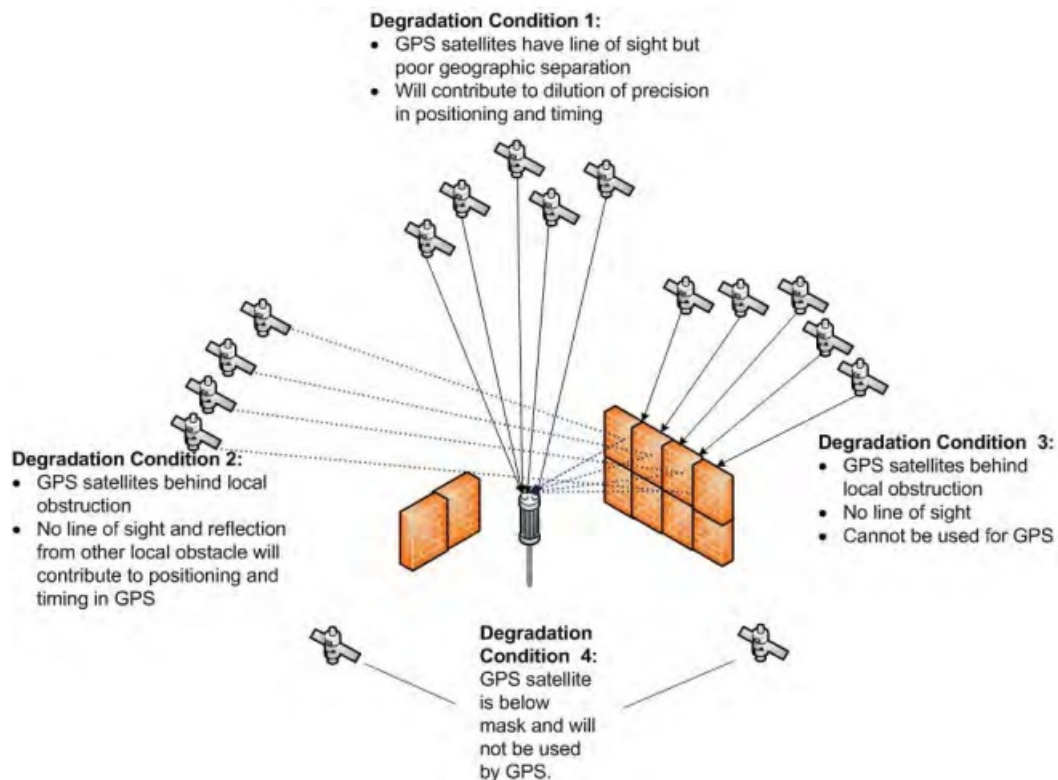 Degradation Condition 1:
• GPS satellites have line of sight but
poor geographic separation
• Will contribute to dilution of precision
in positioning and timing
Degradation Condition 2:
• GPS satellites behind local
obstruction
• No line of sight and reflection
from other local obstacle will
contribute to positioning and
timing in GPS
Degradation Condition 3:
• GPS satellites behind
local obstruction
• No line of sight
• Cannot be used for GPS
Degradation
Condition 4:
GPS satellite
is below
mask and will
not be used
by GPS.